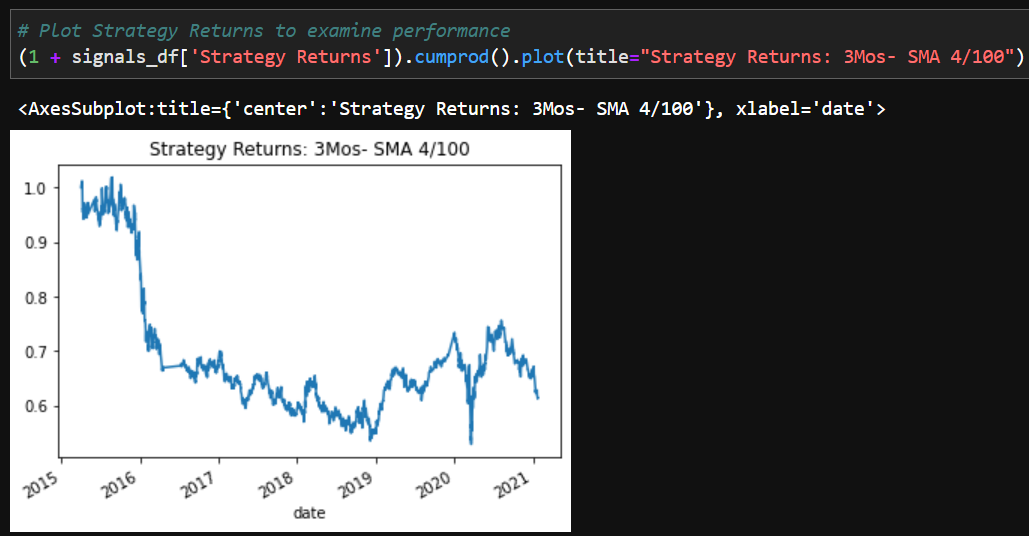 # Plot Strategy Returns to examine performance
(1 + signals_df['Strategy Returns']).cumprod().plot(title="Strategy Returns: 3Mos- SMA 4/100")
<AxesSubplot:title={'center':'Strategy Returns: 3Mos- SMA 4/100'}, xlabel='date'>
Strategy Returns: 3Mos- SMA 4/100
1.0
0.9
0.8
0.7
0.6
2015 2016 2017 2018 2019 2020 2021
date